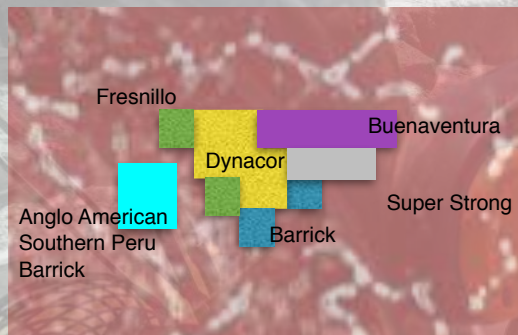 Fresnillo
Buenaventura
Dynacor
Super Strong
Anglo American
Southern Peru
Barrick
Barrick